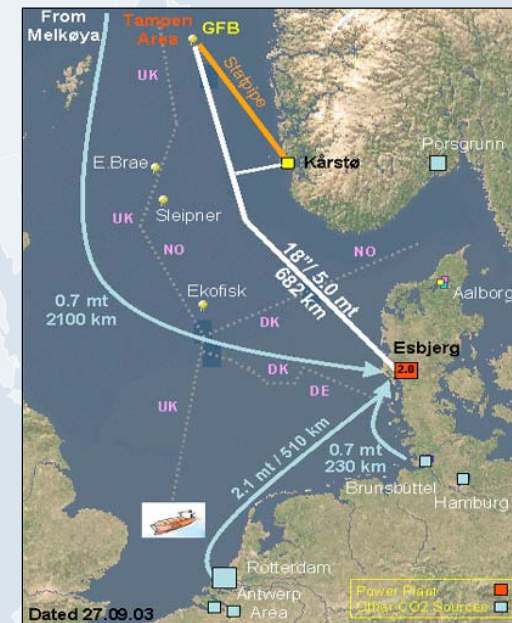 From
Melkøya
Tampen
Area
GFB
UK
Statpipe
E.Brae
Kårstø
Porsgrunn
UK
Sleipner
NO
NO
18"/ 5.0 mt
682 km
Ekofisk
Aalborg
0.7 mt
2100 km
DK
Esbjerg
2.0
DK
DE
UK
2.1 mt / 510 km
0.7 mt
230 km
Brunsbüttel
Hamburg
Rotterdam
Antwerp
Area
Power Plant
Other CO2 Sources
Dated 27.09.03